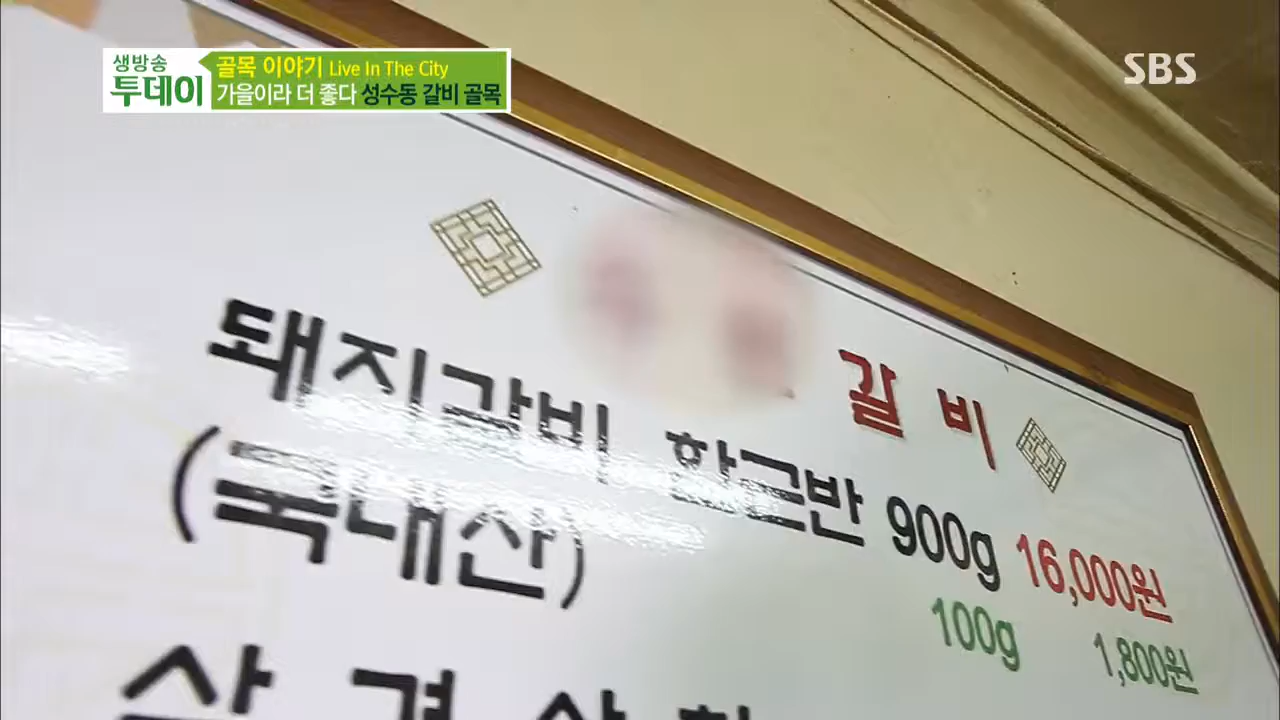 생방송
투데이
골목 이야기 Live In The City
가을이라 더 좋다 성수동 갈비 골목
SBS
갈비
돼지갈비 한근반 900g 16,000원
(국내산) 100g 1,800원